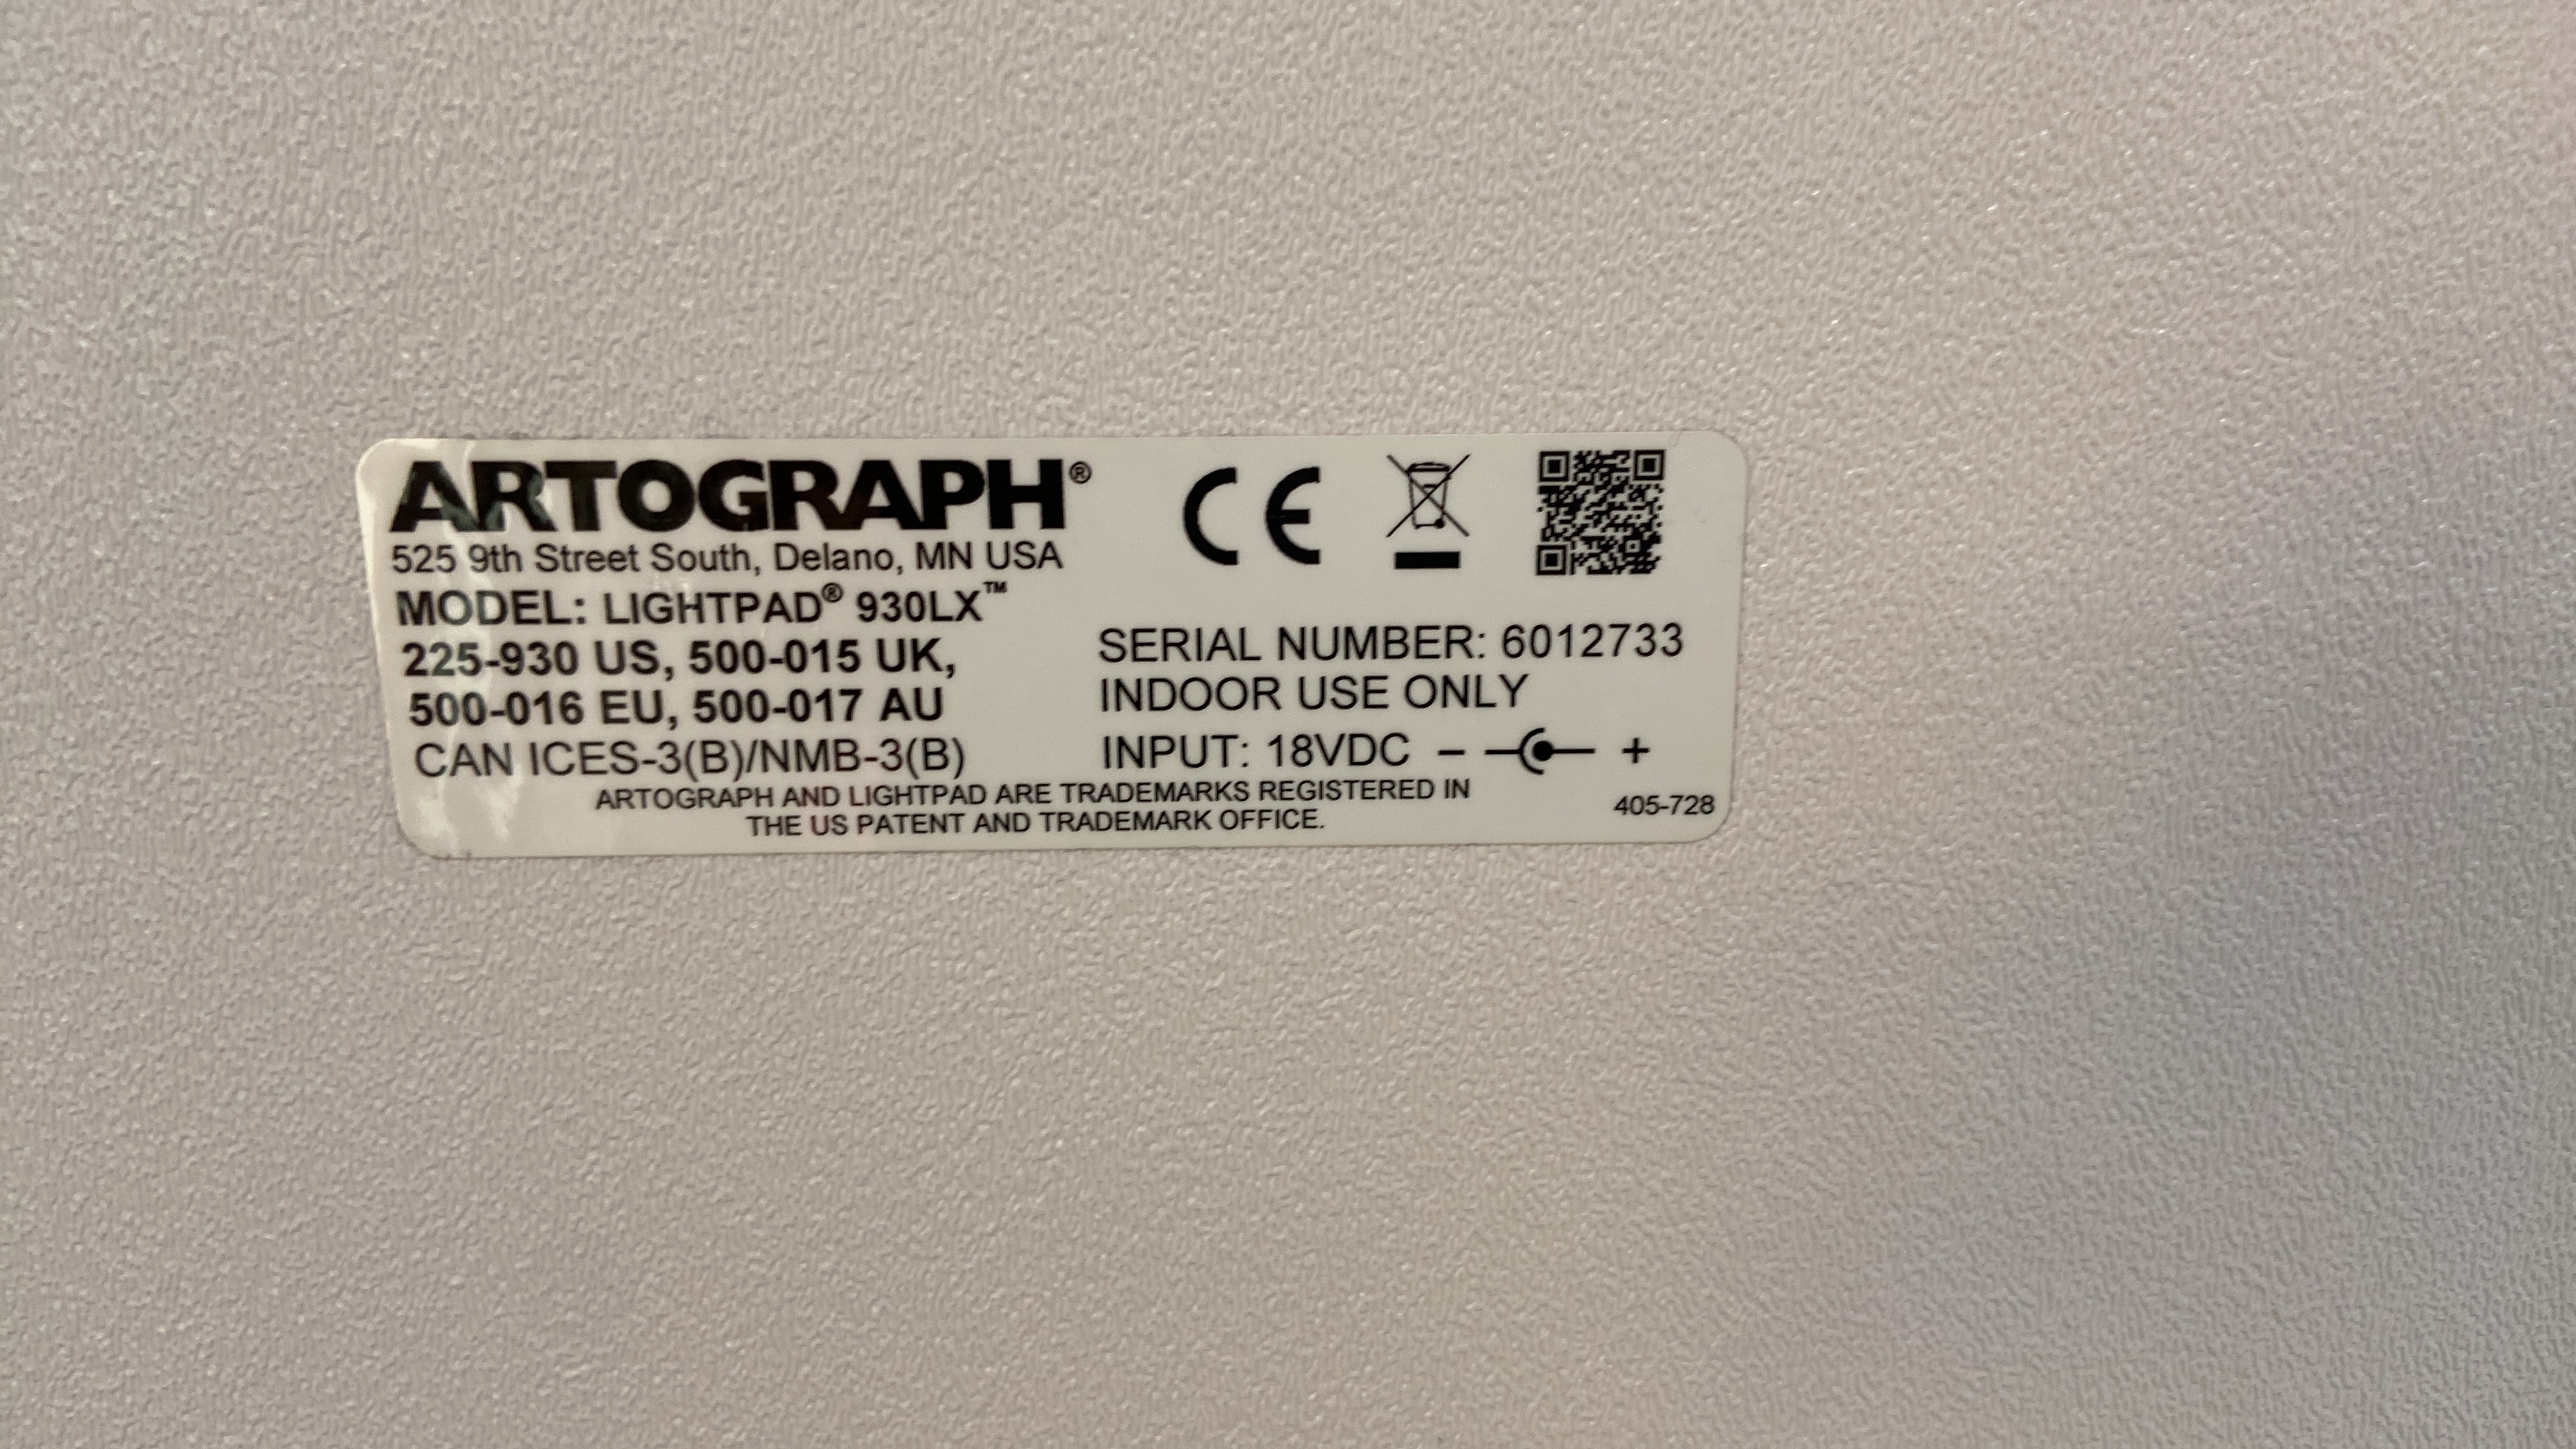 ARTOGRAPH®
525 9th Street South, Delano, MN USA
MODEL: LIGHTPAD® 930LX™
225-930 US, 500-015 UK,
500-016 EU, 500-017 AU
CAN ICES-3(B)/NMB-3(B)
CE
SERIAL NUMBER: 6012733
INDOOR USE ONLY
INPUT: 18VDC - +
ARTOGRAPH AND LIGHTPAD ARE TRADEMARKS REGISTERED IN
THE US PATENT AND TRADEMARK OFFICE.
405-728